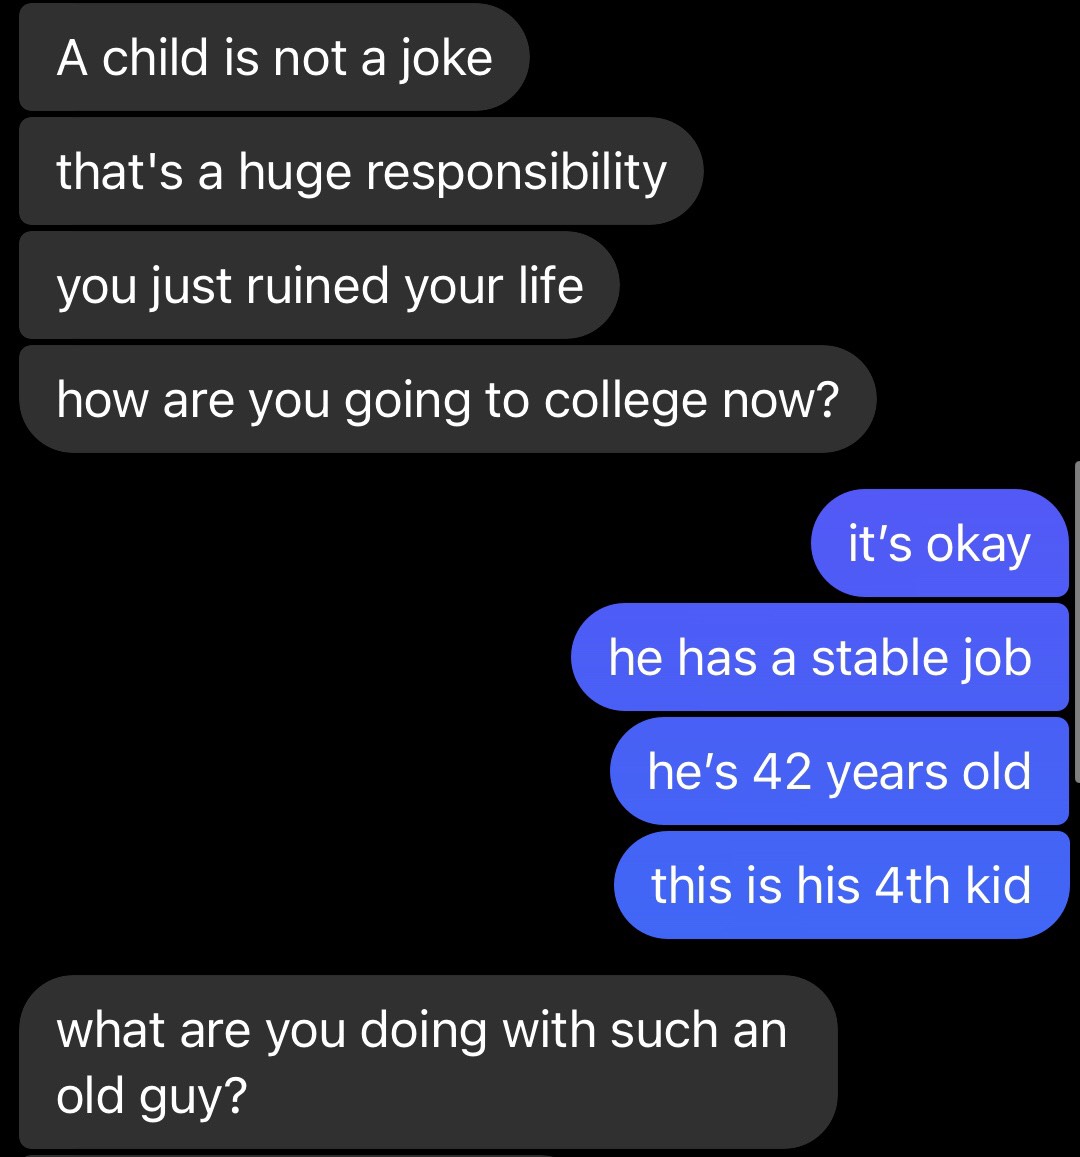 A child is not a joke
that's a huge responsibility
you just ruined your life
how are you going to college now?
it’s okay
he has a stable job
he’s 42 years old
this is his 4th kid
what are you doing with such an
old guy?